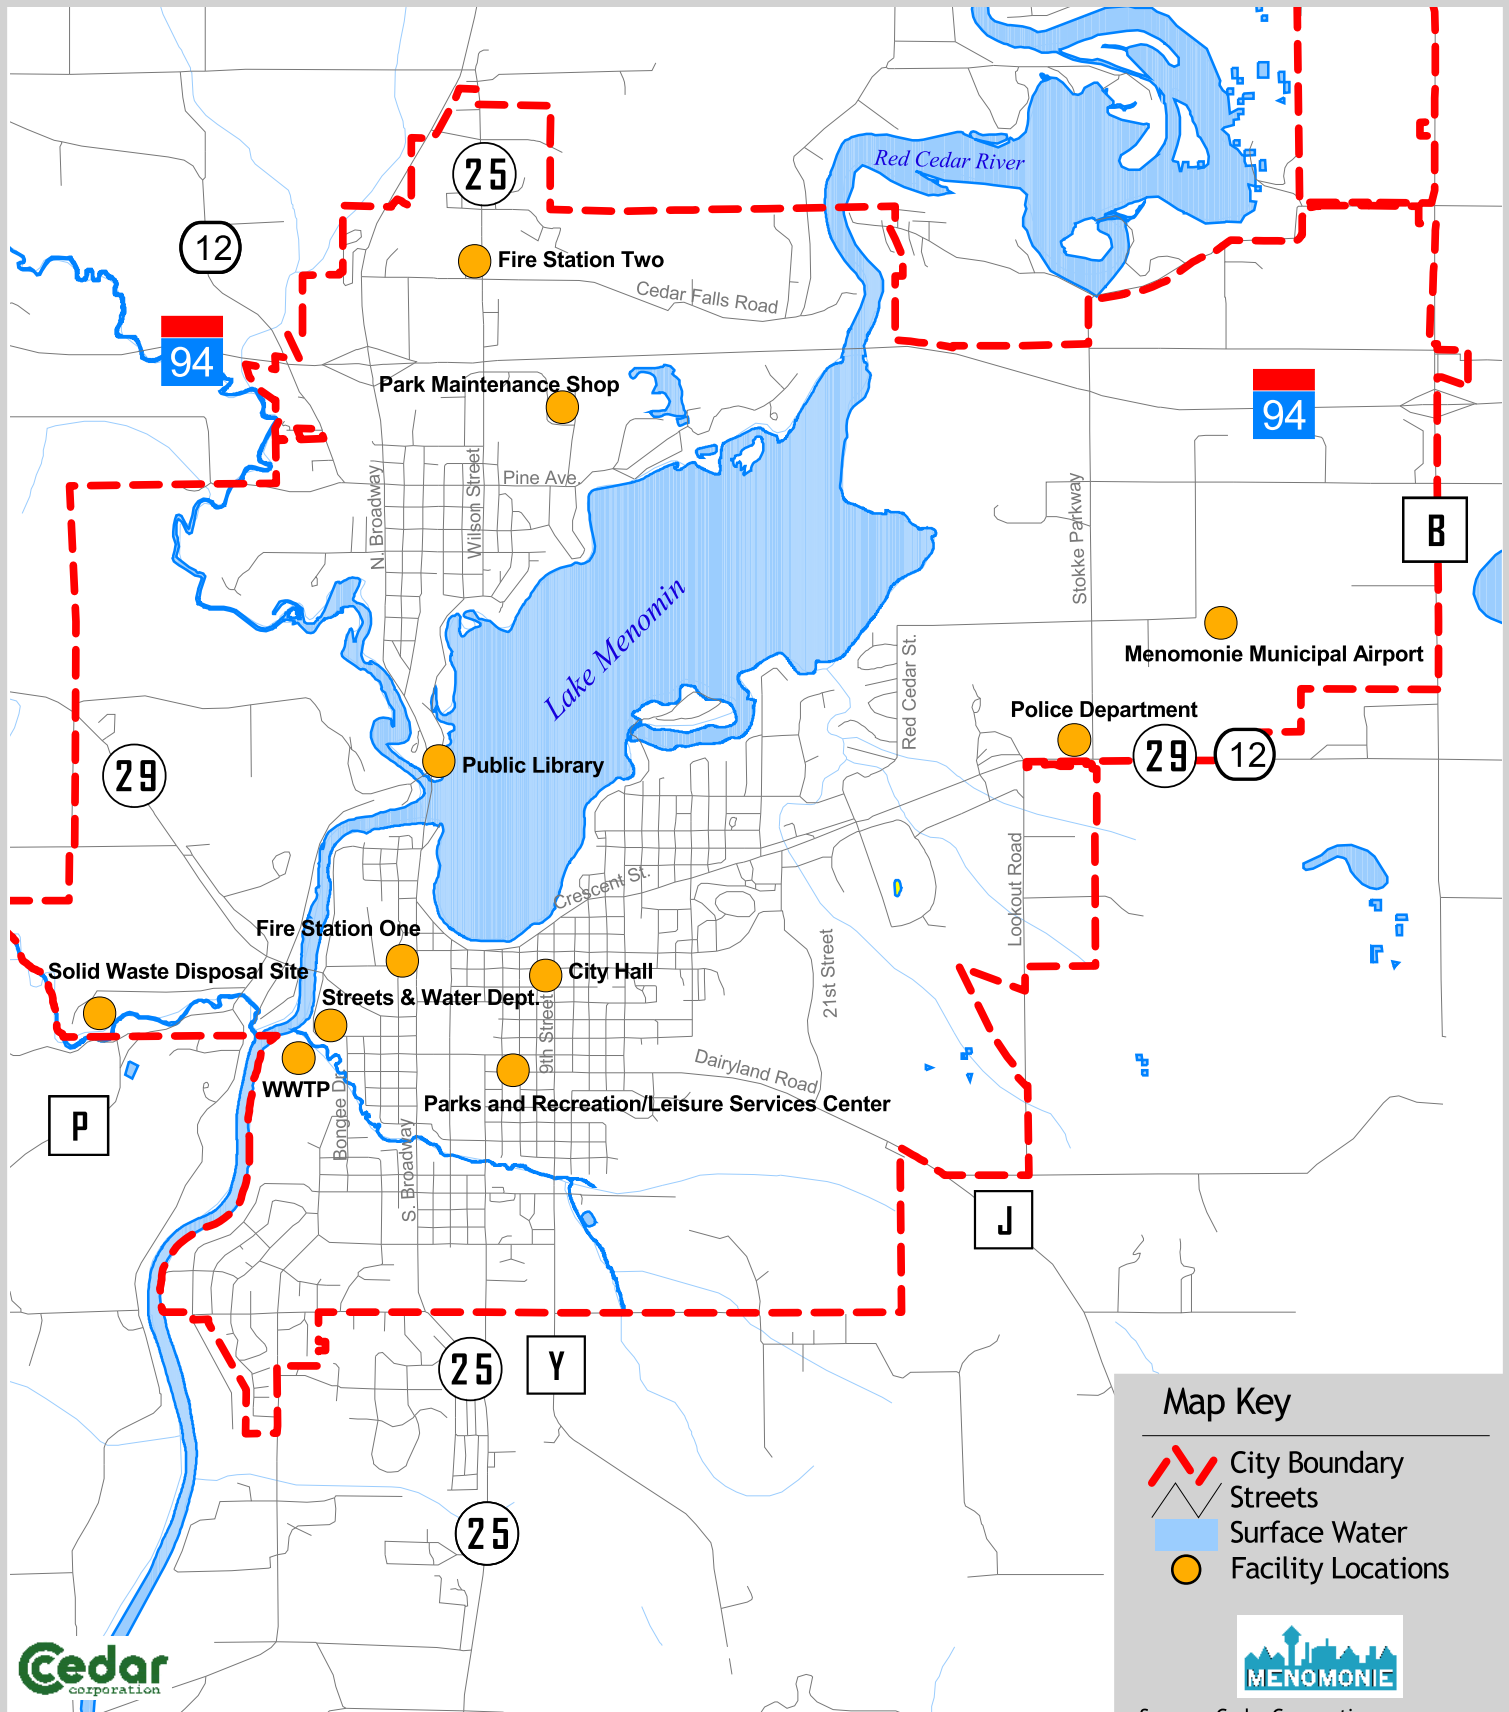 Red Cedar River
25
12
Fire Station Two
Cedar Falls Road
94
Park Maintenance Shop
94
N. Broadway
Wilson Street
Pine Ave.
Stokke Parkway
B
Lake Menomin
Menomonie Municipal Airport
Red Cedar St.
Police Department
29
12
Public Library
29
Crescent St.
Lookout Road
Fire Station One
21st Street
Solid Waste Disposal Site
City Hall
Streets & Water Dept.
9th Street
Dairyland Road
WWTP
Bongee Dr.
Parks and Recreation/Leisure Services Center
P
S. Broadway
J
25
Y
25
Map Key
City Boundary
Streets
Surface Water
Facility Locations
MENOMONIE
Cedar
corporation